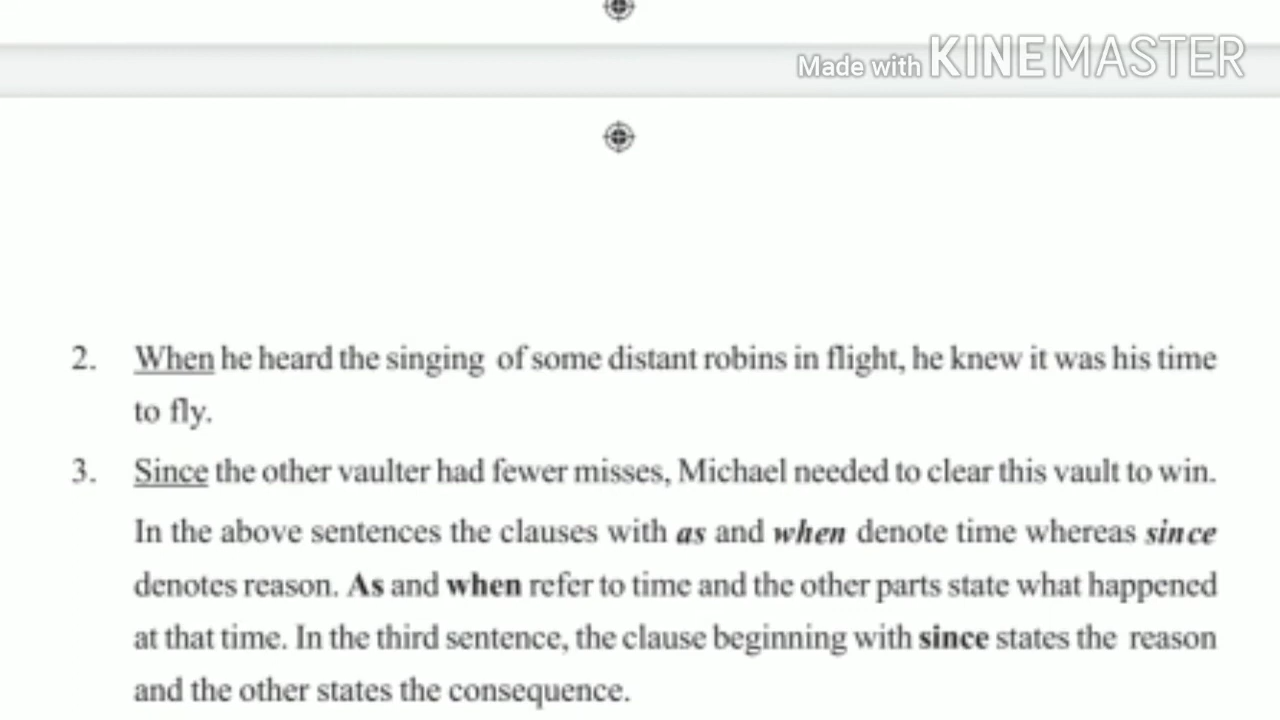 Made with KINEMASTER
2. When he heard the singing of some distant robins in flight, he knew it was his time
to fly.
3. Since the other vaulter had fewer misses, Michael needed to clear this vault to win.
In the above sentences the clauses with as and when denote time whereas since
denotes reason. As and when refer to time and the other parts state what happened
at that time. In the third sentence, the clause beginning with since states the reason
and the other states the consequence.